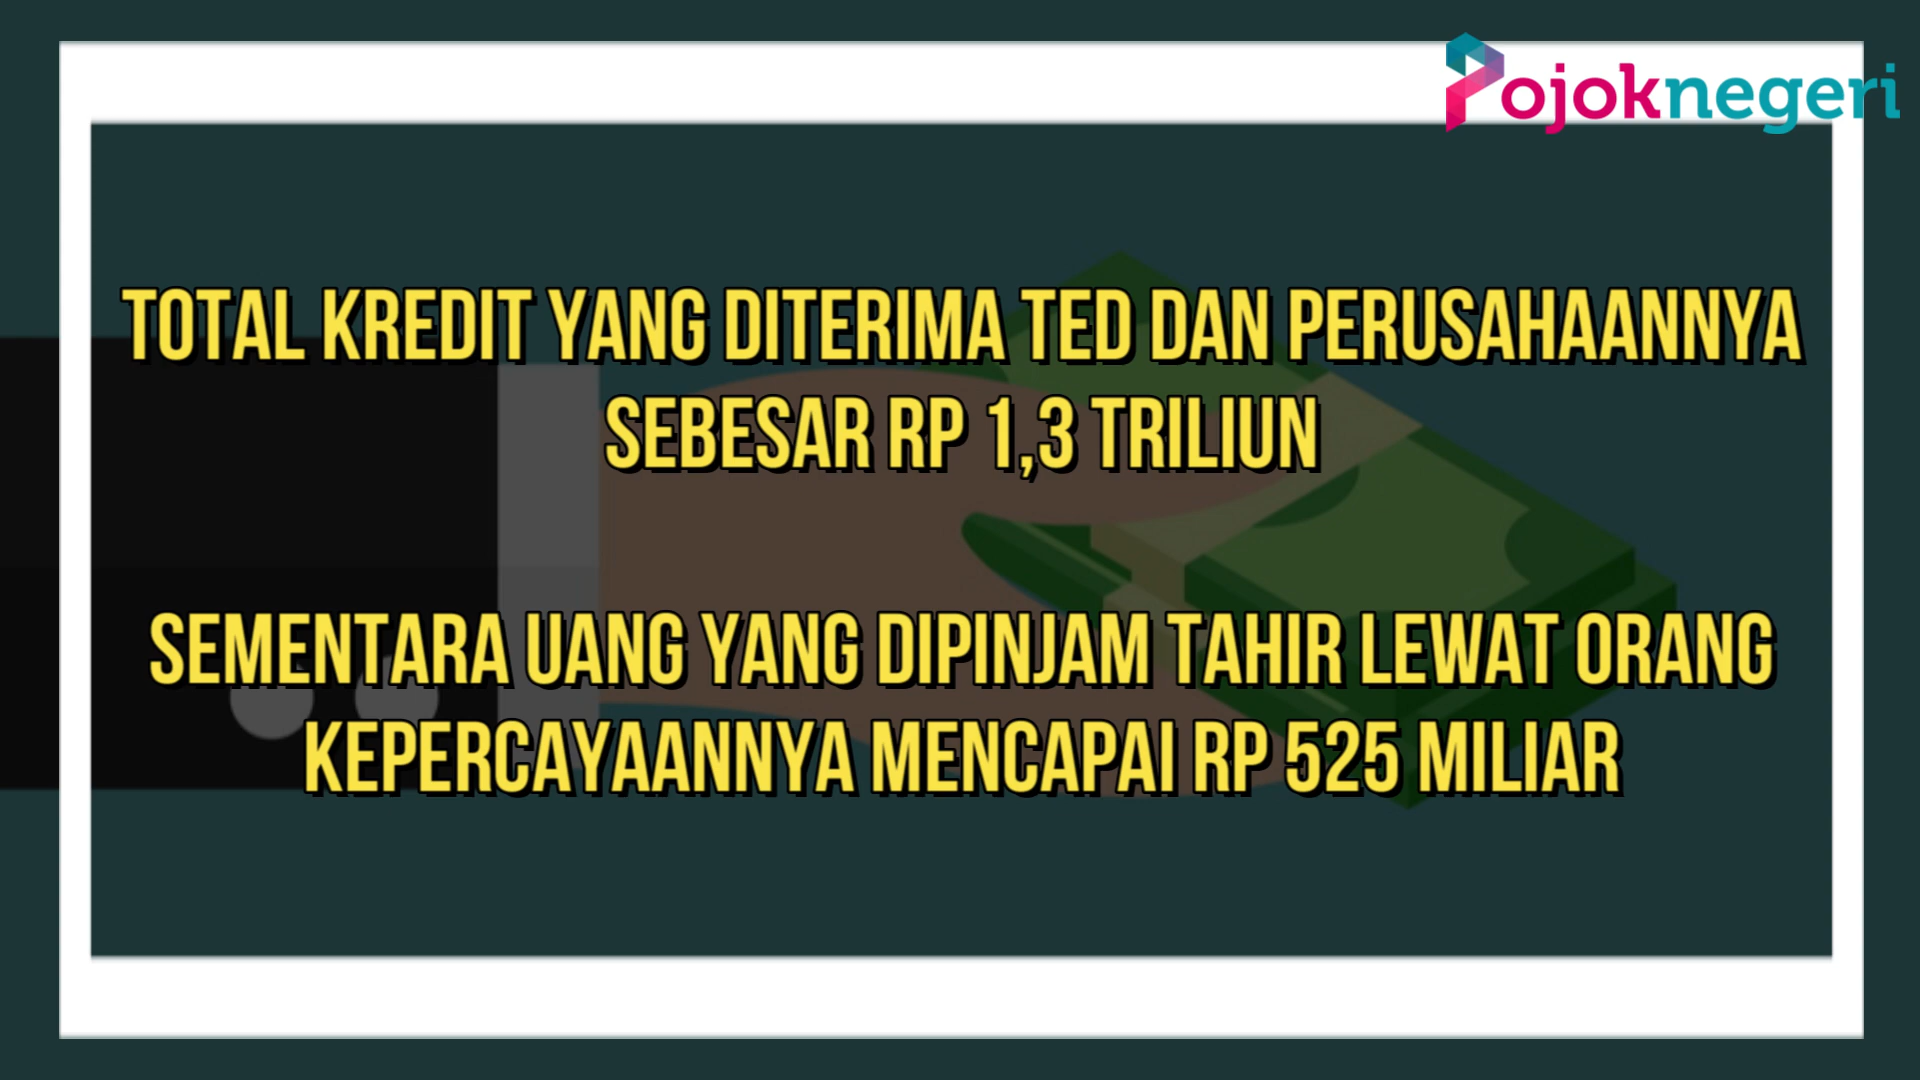 Pojoknegeri
TOTAL KREDIT YANG DITERIMA TED DAN PERUSAHAANNYA
SEBESAR RP 1,3 TRILIUN
SEMENTARA UANG YANG DIPINJAM TAHIR LEWAT ORANG
KEPERCAYAANNYA MENCAPAI RP 525 MILIAR